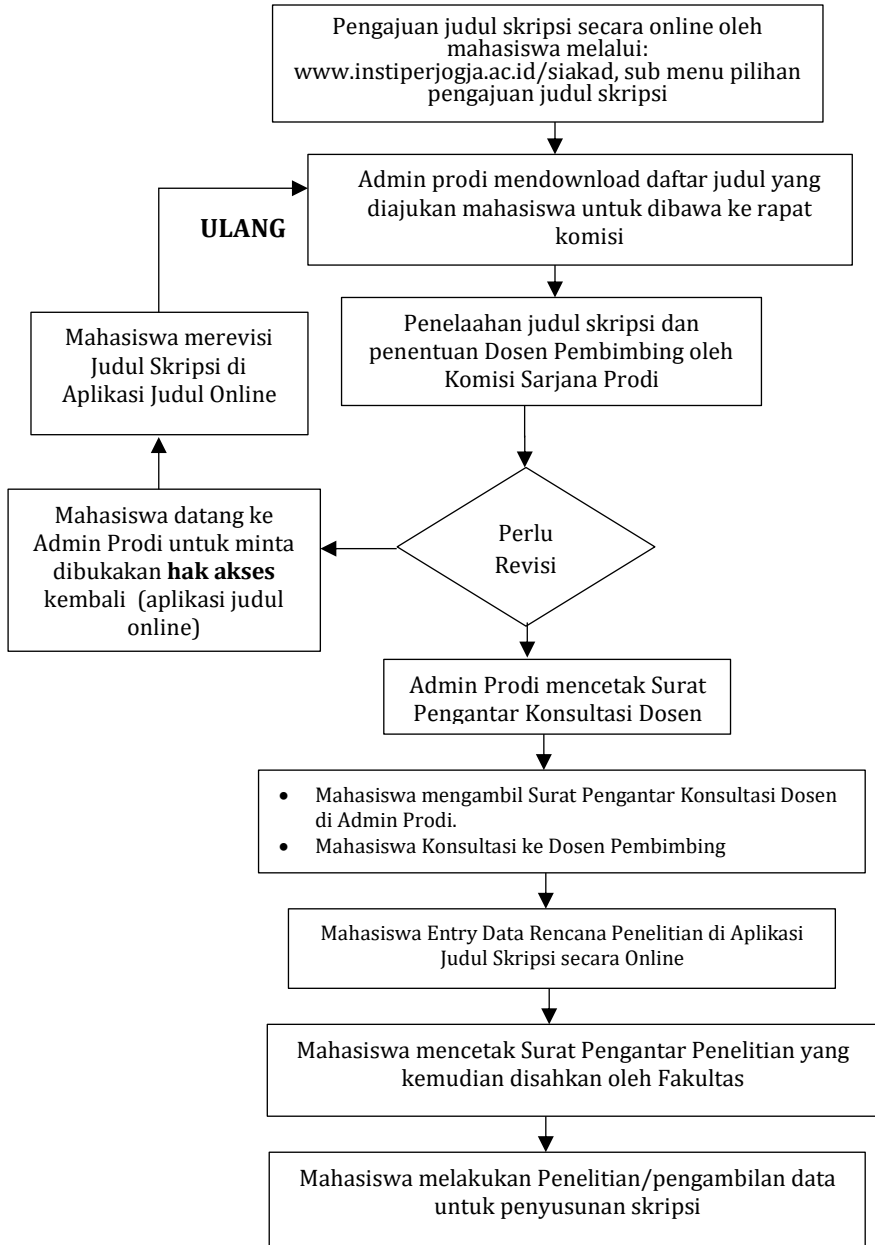 Pengajuan judul skripsi secara online oleh
mahasiswa melalui:
www.instiperjogja.ac.id/siakad, sub menu pilihan
pengajuan judul skripsi
Admin prodi mendownload daftar judul yang
diajukan mahasiswa untuk dibawa ke rapat
komisi
ULANG
Penelaahan judul skripsi dan
penentuan Dosen Pembimbing oleh
Komisi Sarjana Prodi
Mahasiswa merevisi
Judul Skripsi di
Aplikasi Judul Online
Perlu
Revisi
Mahasiswa datang ke
Admin Prodi untuk minta
dibukakan hak akses
kembali (aplikasi judul
online)
Admin Prodi mencetak Surat
Pengantar Konsultasi Dosen
• Mahasiswa mengambil Surat Pengantar Konsultasi Dosen
di Admin Prodi.
• Mahasiswa Konsultasi ke Dosen Pembimbing
Mahasiswa Entry Data Rencana Penelitian di Aplikasi
Judul Skripsi secara Online
Mahasiswa mencetak Surat Pengantar Penelitian yang
kemudian disahkan oleh Fakultas
Mahasiswa melakukan Penelitian/pengambilan data
untuk penyusunan skripsi